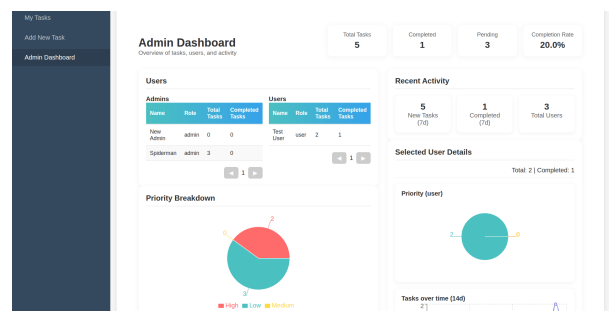 My Tasks
Add New Task
Admin Dashboard
Admin Dashboard
Overview of tasks, users, and activity
Total Tasks
5
Completed
1
Pending
3
Completion Rate
20.0%
Users
Admins
Name Role Total Tasks Completed Tasks
New Admin admin 0 0
Spiderman admin 3 0
◄ 1 ►
Users
Name Role Total Tasks Completed Tasks
Test User user 2 1
◄ 1 ►
Priority Breakdown
2
0
3
High Low Medium
Recent Activity
5
New Tasks
(7d)
1
Completed
(7d)
3
Total Users
Selected User Details
Total: 2 | Completed: 1
Priority (user)
2
0
Tasks over time (14d)
2